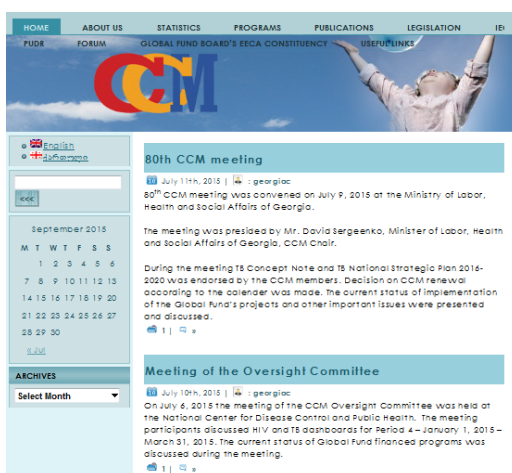 HOME ABOUT US STATISTICS PROGRAMS PUBLICATIONS LEGISLATION IEC
PUDR FORUM GLOBAL FUND BOARD'S EECA CONSTITUENCY USEFUL LINKS
CCM
English
ქართული
<<<
September 2015
M T W T F S S
1 2 3 4 5 6
7 8 9 10 11 12 13
14 15 16 17 18 19 20
21 22 23 24 25 26 27
28 29 30
« Jul
ARCHIVES
Select Month
80th CCM meeting
July 11th, 2015 | : georgiac
80th CCM meeting was convened on July 9, 2015 at the Ministry of Labor,
Health and Social Affairs of Georgia.
The meeting was presided by Mr. David Sergeenko, Minister of Labor, Health
and Social Affairs of Georgia, CCM Chair.
During the meeting TB Concept Note and TB National Strategic Plan 2016-
2020 was endorsed by the CCM members. Decision on CCM renewal
according to the calender was made. The current status of implementation
of the Global Fund's projects and other important issues were presented
and discussed.
1 | »
Meeting of the Oversight Committee
July 10th, 2015 | : georgiac
On July 6, 2015 the meeting of the CCM Oversight Committee was held at
the National Center for Disease Control and Public Health. The meeting
participants discussed HIV and TB dashboards for Period 4 – January 1, 2015 –
March 31, 2015. The current status of Global Fund financed programs was
discussed during the meeting.
1 | »